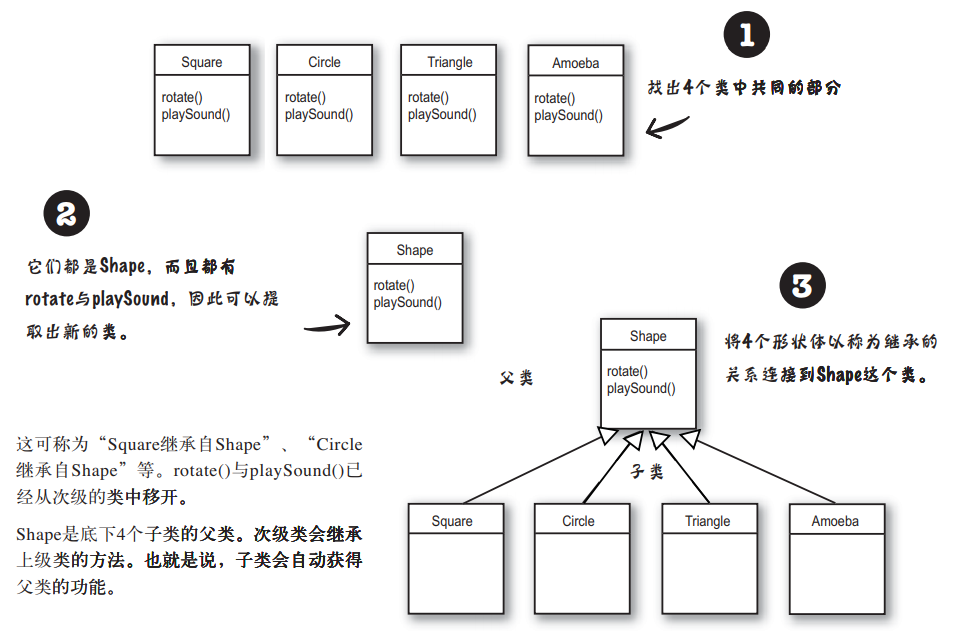 1
Square
rotate()
playSound()
Circle
rotate()
playSound()
Triangle
rotate()
playSound()
Amoeba
rotate()
playSound()
找出4个类中共同的部分
2
它们都是Shape，而且都有
rotate与playSound，因此可以提
取出新的类。
Shape
rotate()
playSound()
3
将4个形状体以称为继承的
关系连接到Shape这个类。
父类
Shape
rotate()
playSound()
子类
Square
Circle
Triangle
Amoeba
这可称为“Square继承自Shape”、“Circle
继承自Shape”等。rotate()与playSound()已
经从次级的类中移开。
Shape是底下4个子类的父类。次级类会继承
上级类的方法。也就是说，子类会自动获得
父类的功能。